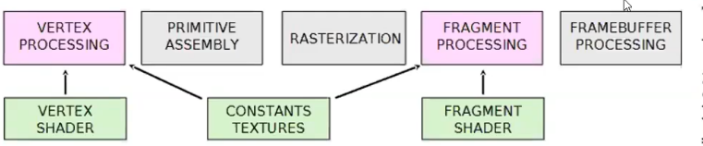 VERTEX
PROCESSING
PRIMITIVE
ASSEMBLY
RASTERIZATION
FRAGMENT
PROCESSING
FRAMEBUFFER
PROCESSING
VERTEX
SHADER
CONSTANTS
TEXTURES
FRAGMENT
SHADER